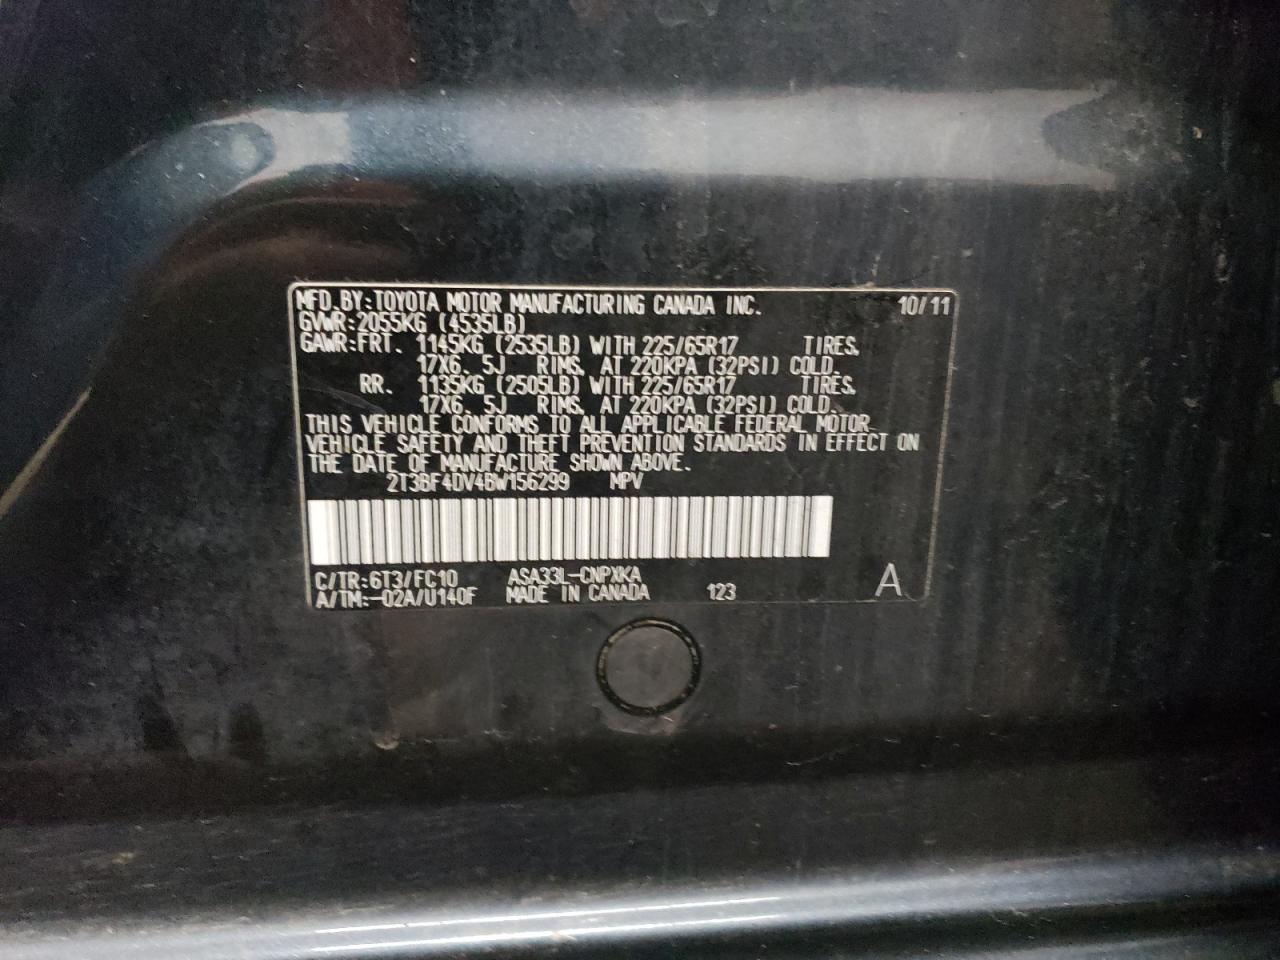 MFD. BY: TOYOTA MOTOR MANUFACTURING CANADA INC. 10/11
GVWR: 2055KG (4535LB)
GAWR: FRT. 1145KG (2535LB) WITH 225/65R17 TIRES,
17X6. 5J RIMS, AT 220KPA (32PSI) COLD.
RR. 1135KG (2505LB) WITH 225/65R17 TIRES,
17X6. 5J RIMS, AT 220KPA (32PSI) COLD.
THIS VEHICLE CONFORMS TO ALL APPLICABLE FEDERAL MOTOR
VEHICLE SAFETY AND THEFT PREVENTION STANDARDS IN EFFECT ON
THE DATE OF MANUFACTURE SHOWN ABOVE.
2T3BF4DV4BW156299 MPV
C/TR: 6T3/FC10 ASA33L-CNPXKA
A/TM: -02A/U140F MADE IN CANADA 123 A